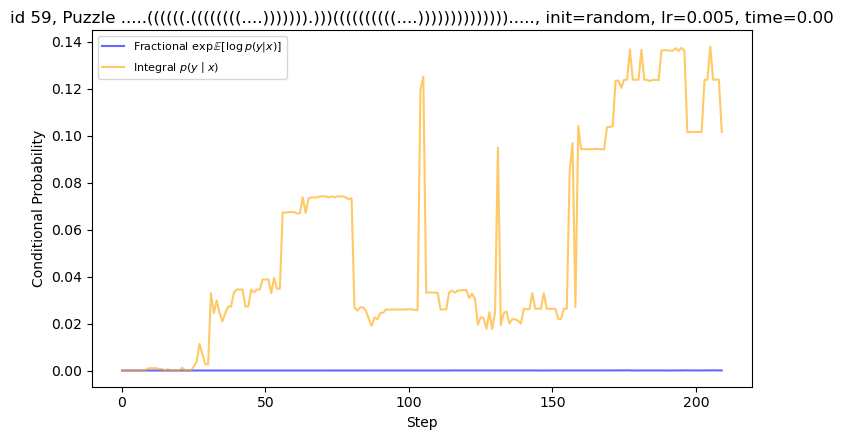 id 59, Puzzle .....((((((.((((((((....))))))).)))((((((((((....))))))))))))))....., init=random, lr=0.005, time=0.00
Fractional exp𝔼[log p(y|x)]
Integral p(y | x)
Conditional Probability
0.14
0.12
0.10
0.08
0.06
0.04
0.02
0.00
0
50
100
150
200
Step